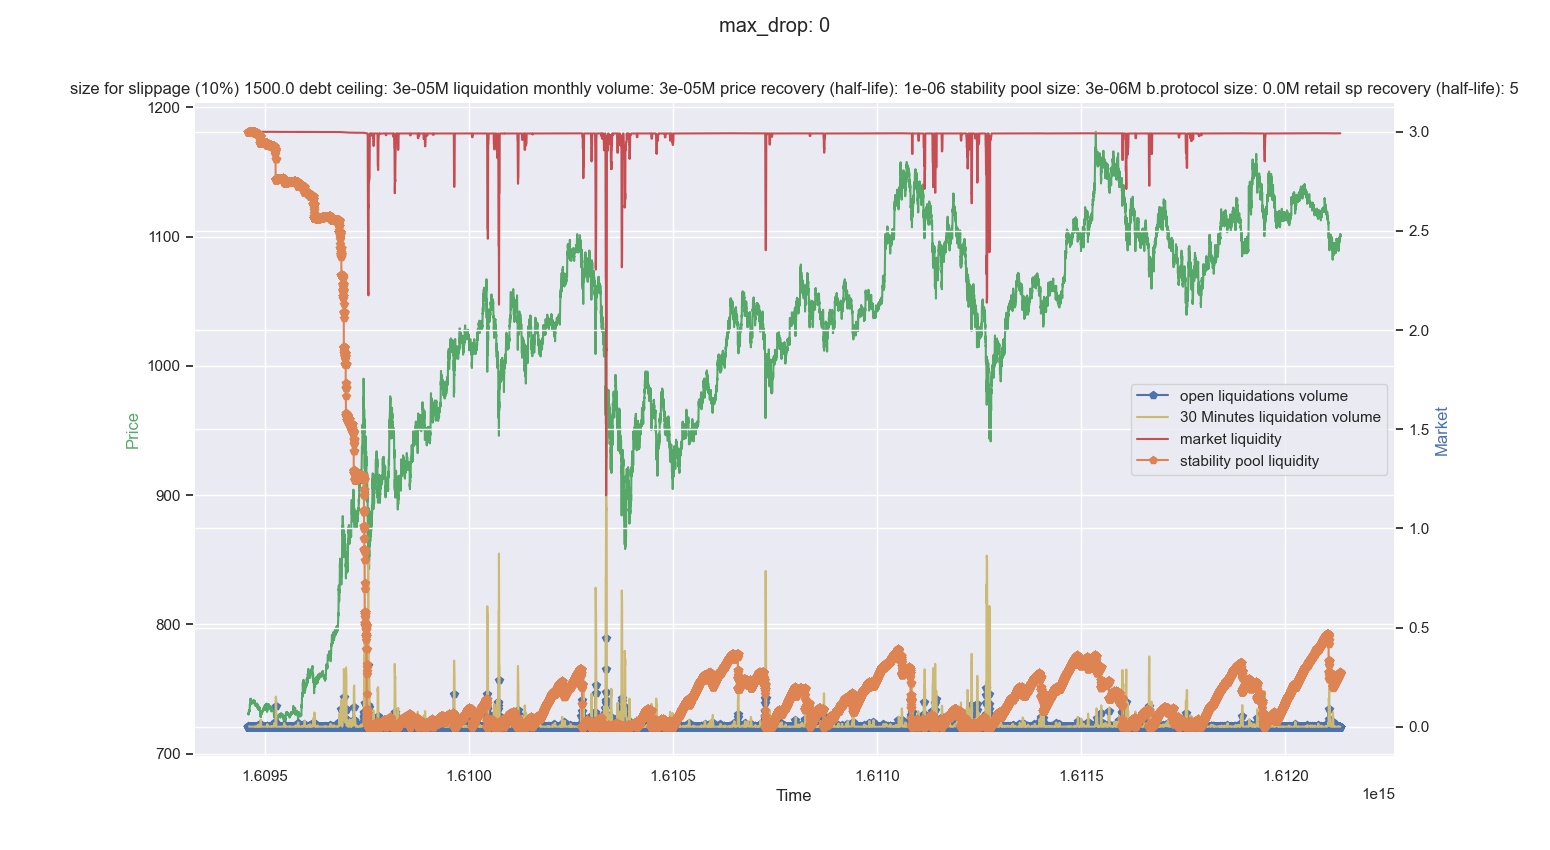 max_drop: 0
size for slippage (10%) 1500.0 debt ceiling: 3e-05M liquidation monthly volume: 3e-05M price recovery (half-life): 1e-06 stability pool size: 3e-06M b.protocol size: 0.0M retail sp recovery (half-life): 5
1200
1100
1000
900
800
700
Price
3.0
2.5
2.0
1.5
1.0
0.5
0.0
Market
open liquidations volume
30 Minutes liquidation volume
market liquidity
stability pool liquidity
1.6095 1.6100 1.6105 1.6110 1.6115 1.6120
1e15
Time